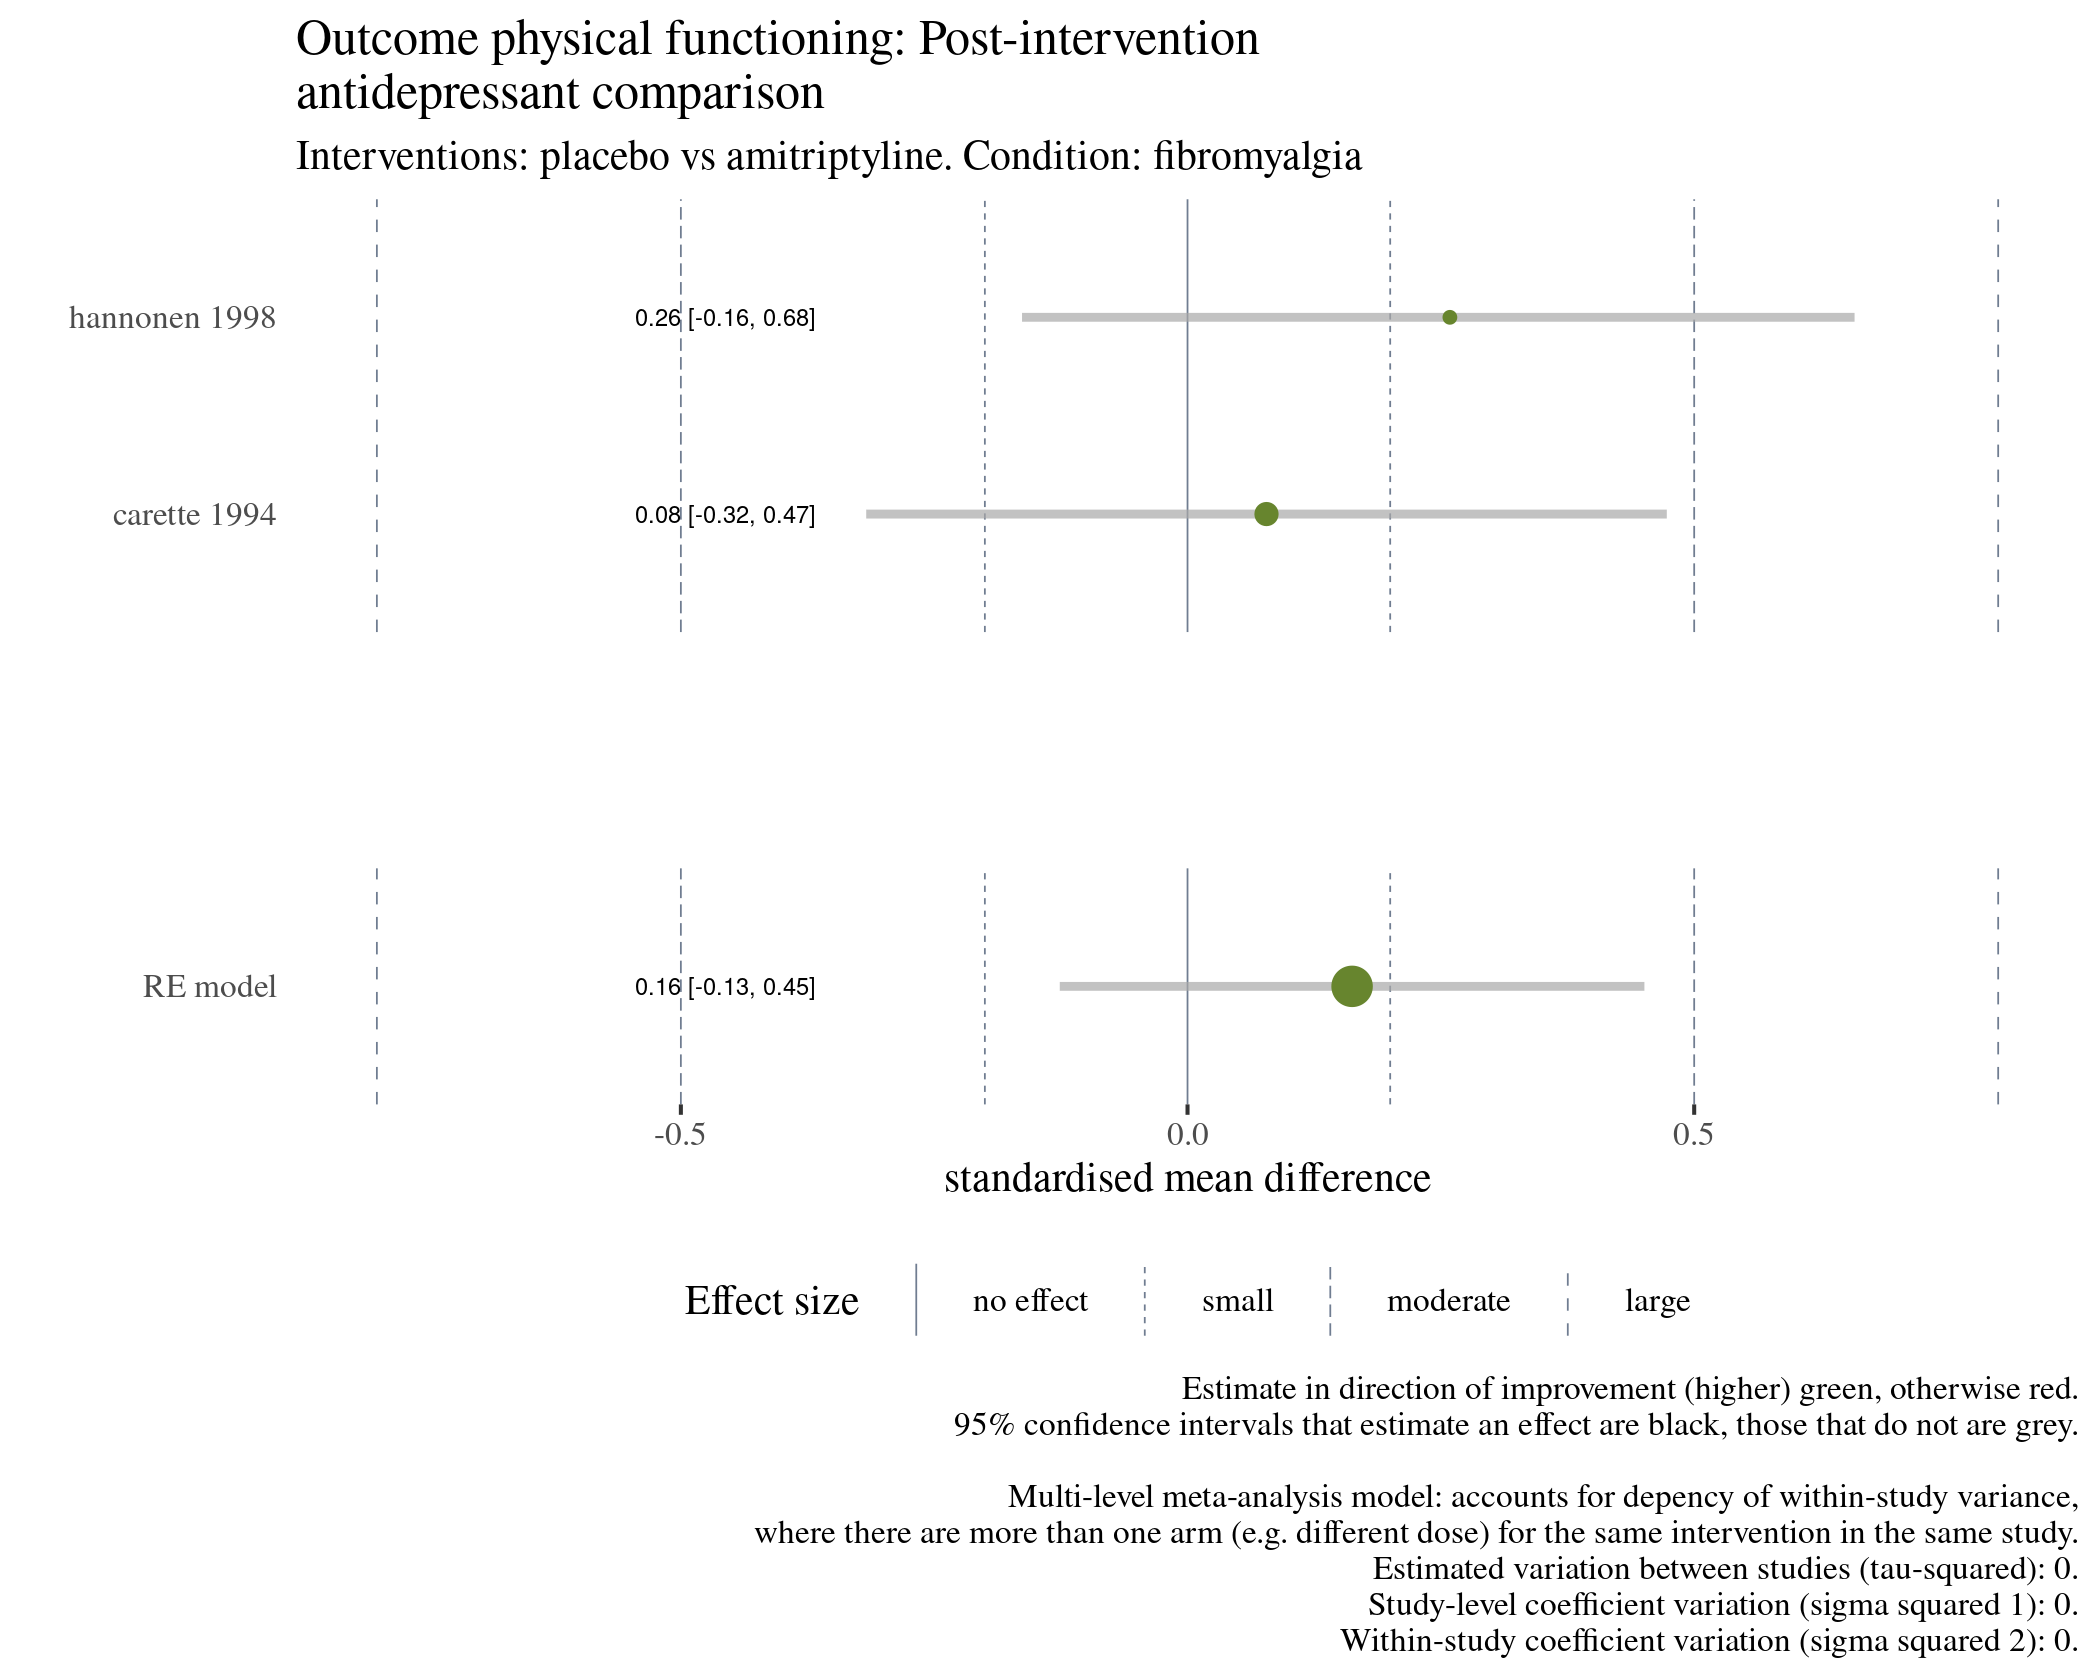 Outcome physical functioning: Post-intervention
antidepressant comparison
Interventions: placebo vs amitriptyline. Condition: fibromyalgia
hannonen 1998
0.26 [-0.16, 0.68]
carette 1994
0.08 [-0.32, 0.47]
RE model
0.16 [-0.13, 0.45]
-0.5 0.0 0.5
standardised mean difference
Effect size no effect small moderate large
Estimate in direction of improvement (higher) green, otherwise red.
95% confidence intervals that estimate an effect are black, those that do not are grey.
Multi-level meta-analysis model: accounts for depency of within-study variance,
where there are more than one arm (e.g. different dose) for the same intervention in the same study.
Estimated variation between studies (tau-squared): 0.
Study-level coefficient variation (sigma squared 1): 0.
Within-study coefficient variation (sigma squared 2): 0.